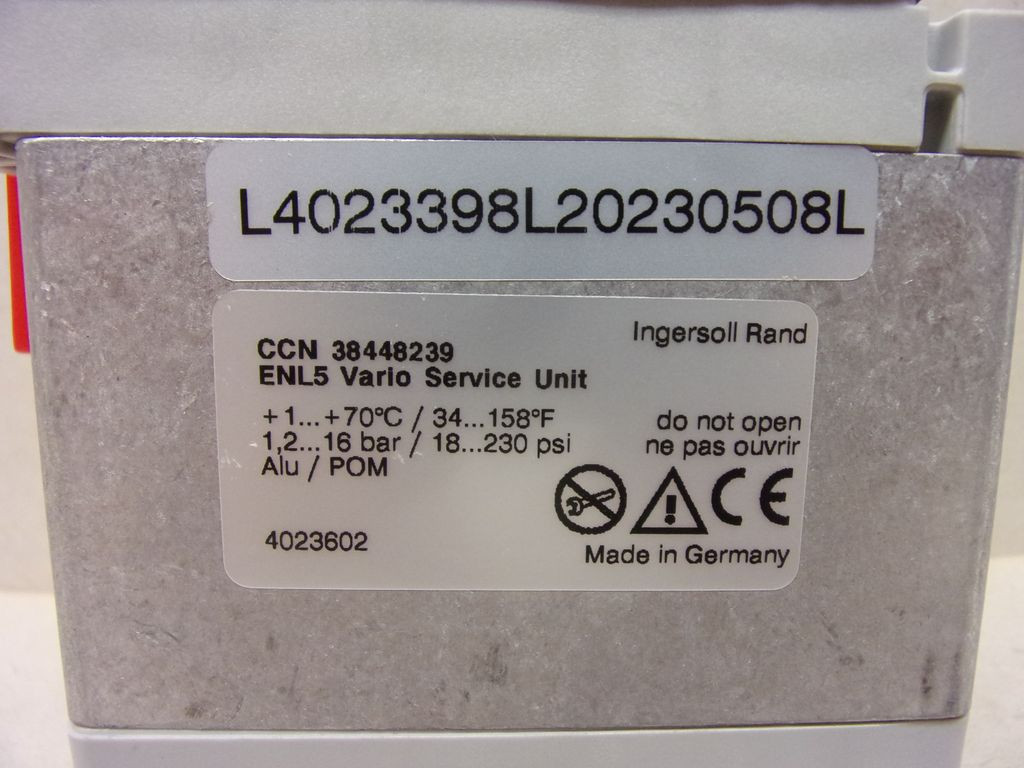 L4023398L20230508L
Ingersoll Rand
CCN 38448239
ENL5 Vario Service Unit
+1...+70°C / 34...158°F
1,2...16 bar / 18...230 psi
Alu / POM
do not open
ne pas ouvrir
CE
4023602
Made in Germany